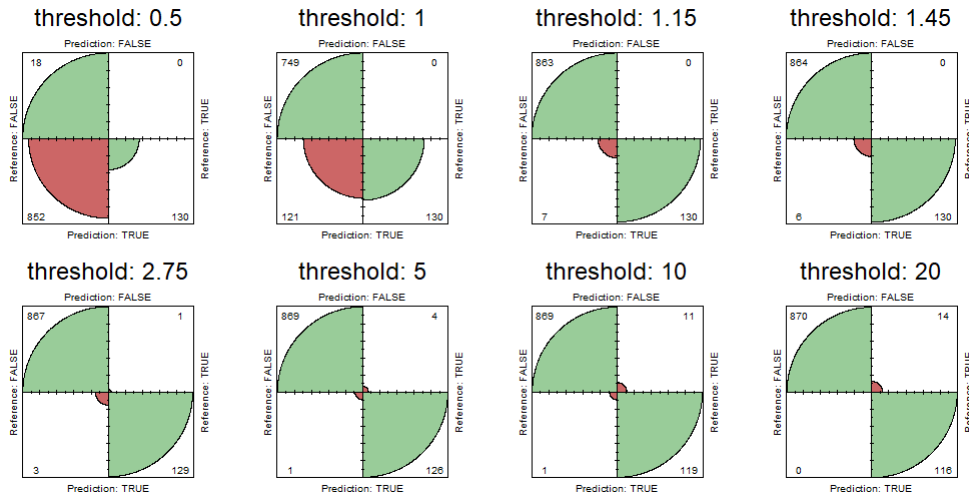 threshold: 0.5
Prediction: FALSE
18 0
Reference: FALSE
Reference: TRUE
852 130
Prediction: TRUE
threshold: 1
Prediction: FALSE
749 0
Reference: FALSE
Reference: TRUE
121 130
Prediction: TRUE
threshold: 1.15
Prediction: FALSE
863 0
Reference: FALSE
Reference: TRUE
7 130
Prediction: TRUE
threshold: 1.45
Prediction: FALSE
864 0
Reference: FALSE
Reference: TRUE
6 130
Prediction: TRUE
threshold: 2.75
Prediction: FALSE
867 1
Reference: FALSE
Reference: TRUE
3 129
Prediction: TRUE
threshold: 5
Prediction: FALSE
869 4
Reference: FALSE
Reference: TRUE
1 126
Prediction: TRUE
threshold: 10
Prediction: FALSE
869 11
Reference: FALSE
Reference: TRUE
1 119
Prediction: TRUE
threshold: 20
Prediction: FALSE
870 14
Reference: FALSE
Reference: TRUE
0 116
Prediction: TRUE